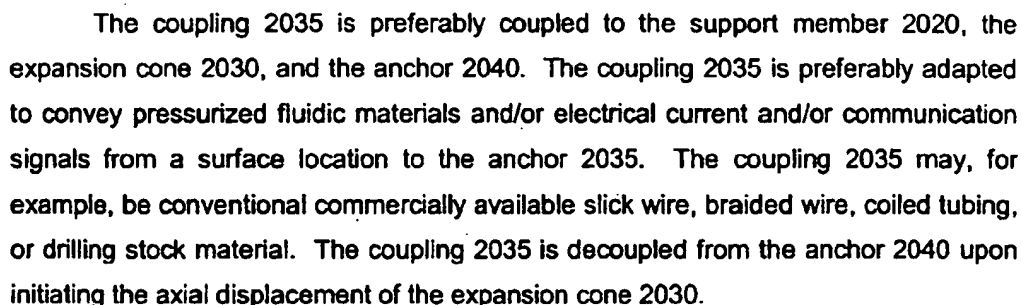 The coupling 2035 is preferably coupled to the support member 2020, the
expansion cone 2030, and the anchor 2040. The coupling 2035 is preferably adapted
to convey pressurized fluidic materials and/or electrical current and/or communication
signals from a surface location to the anchor 2035. The coupling 2035 may, for
example, be conventional commercially available slick wire, braided wire, coiled tubing,
or drilling stock material. The coupling 2035 is decoupled from the anchor 2040 upon
initiating the axial displacement of the expansion cone 2030.